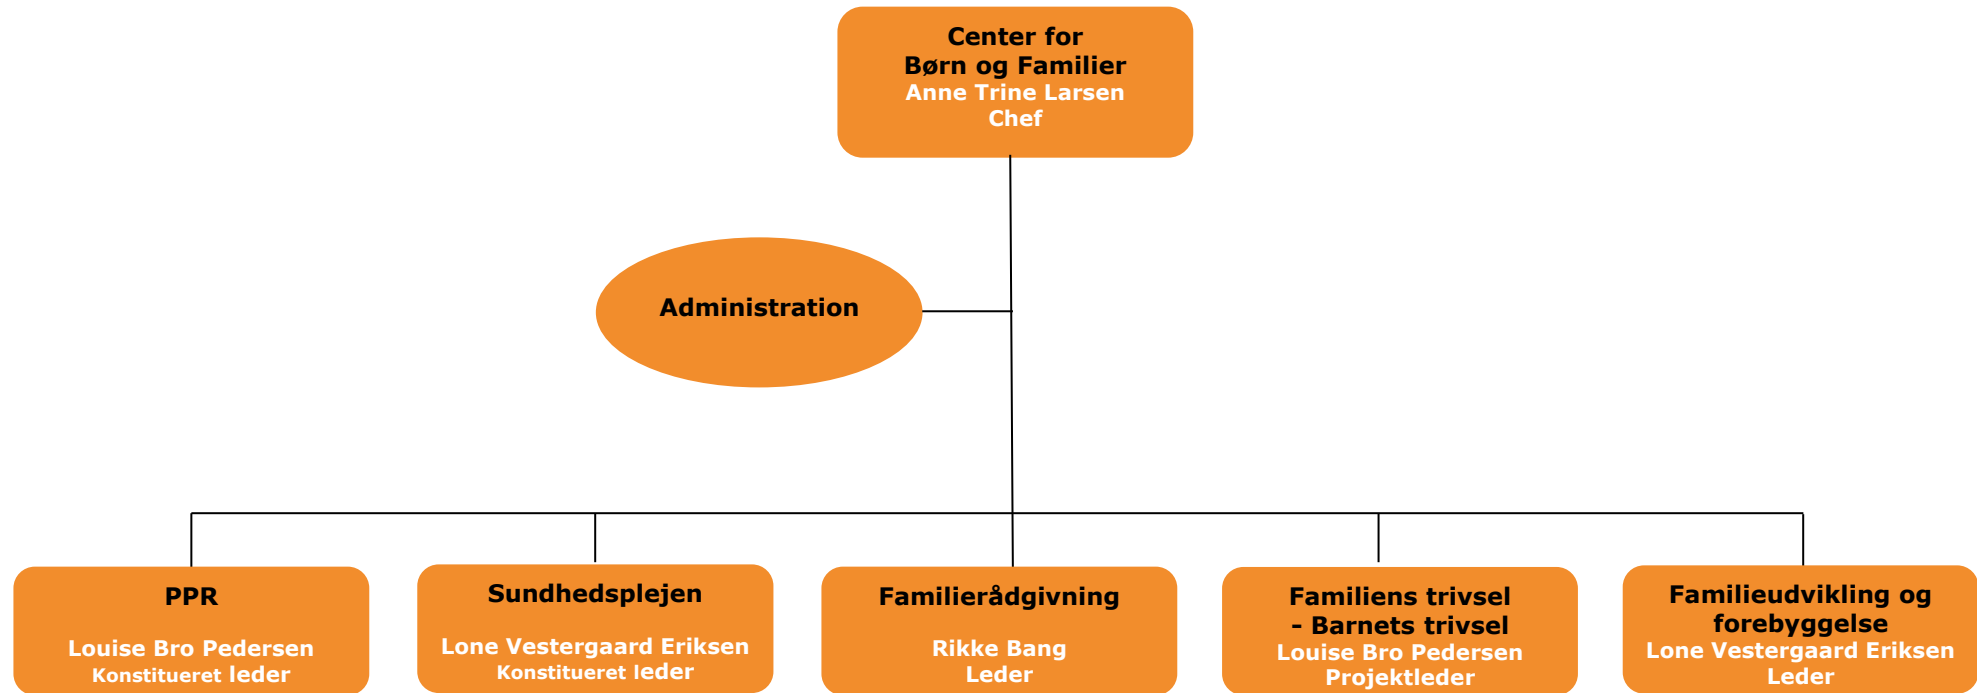 Center for
Børn og Familier
Anne Trine Larsen
Chef
Administration
PPR
Louise Bro Pedersen
Konstitueret leder
Sundhedsplejen
Lone Vestergaard Eriksen
Konstitueret leder
Familierådgivning
Rikke Bang
Leder
Familiens trivsel
– Barnets trivsel
Louise Bro Pedersen
Projektleder
Familieudvikling og
forebyggelse
Lone Vestergaard Eriksen
Leder